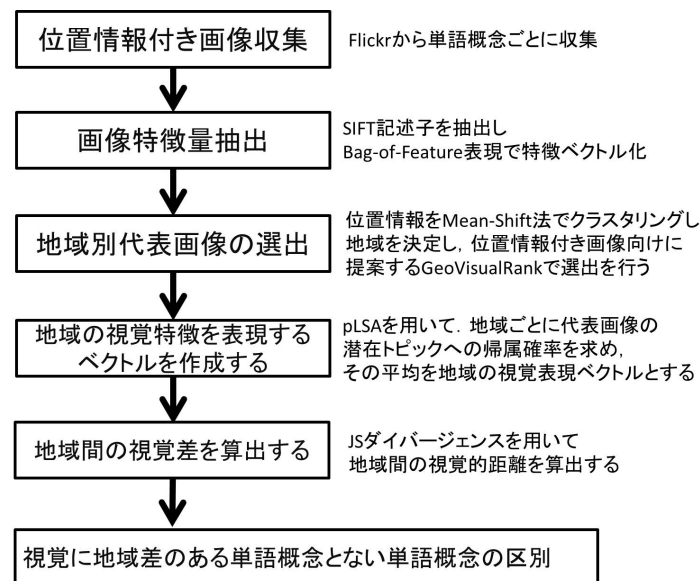 位置情報付き画像収集
Flickrから単語概念ごとに収集
画像特徴量抽出
SIFT記述子を抽出し
Bag-of-Feature表現で特徴ベクトル化
地域別代表画像の選出
位置情報をMean-Shift法でクラスタリングし
地域を決定し，位置情報付き画像向けに
提案するGeoVisualRankで選出を行う
地域の視覚特徴を表現する
ベクトルを作成する
pLSAを用いて．地域ごとに代表画像の
潜在トピックへの帰属確率を求め，
その平均を地域の視覚表現ベクトルとする
地域間の視覚差を算出する
JSダイバージェンスを用いて
地域間の視覚的距離を算出する
視覚に地域差のある単語概念とない単語概念の区別